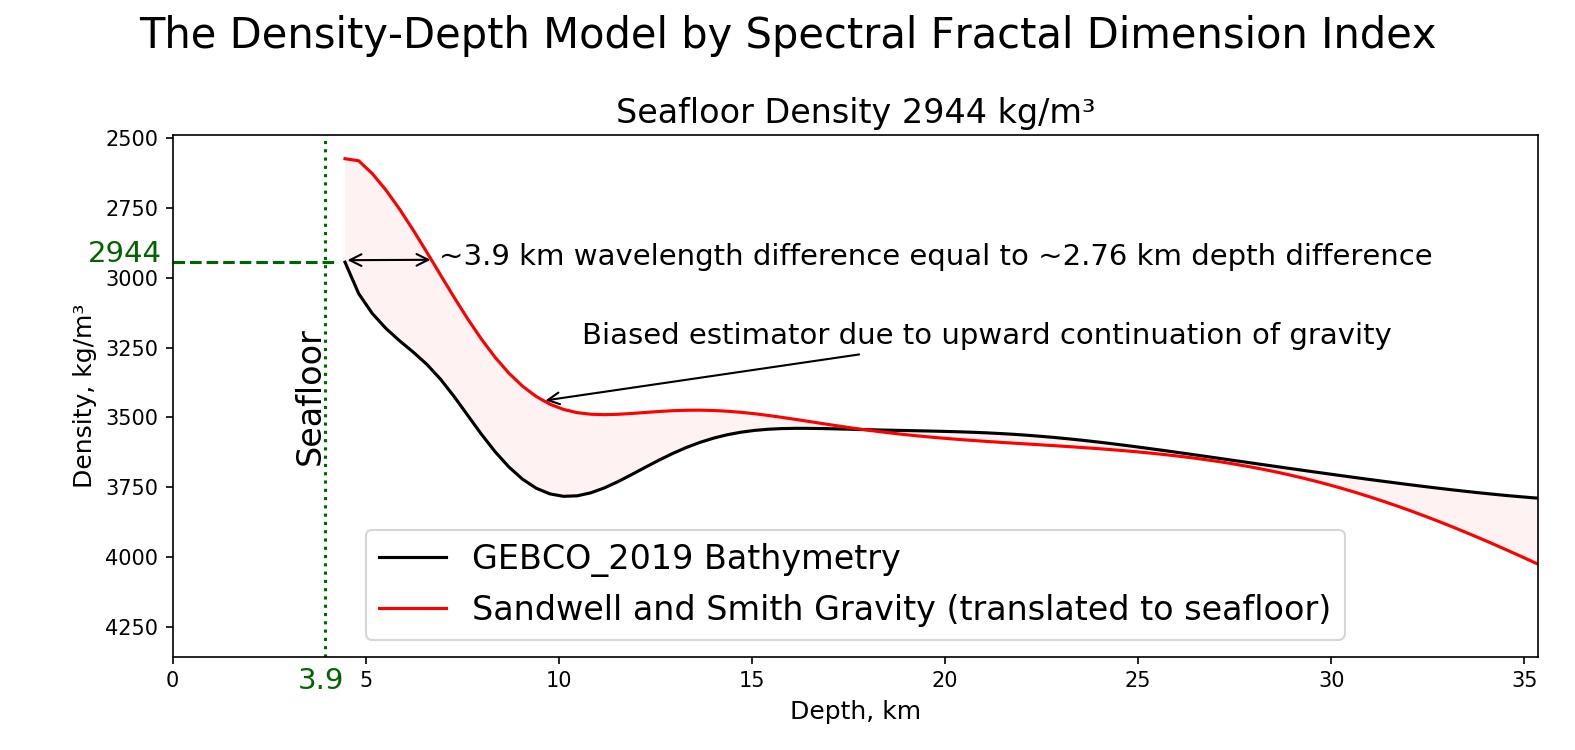 The Density-Depth Model by Spectral Fractal Dimension Index
Seafloor Density 2944 kg/m³
2500
2750
2944
3000
3250
3500
3750
4000
4250
Density, kg/m³
Seafloor
~3.9 km wavelength difference equal to ~2.76 km depth difference
Biased estimator due to upward continuation of gravity
GEBCO_2019 Bathymetry
Sandwell and Smith Gravity (translated to seafloor)
0 3.9 5 10 15 20 25 30 35
Depth, km